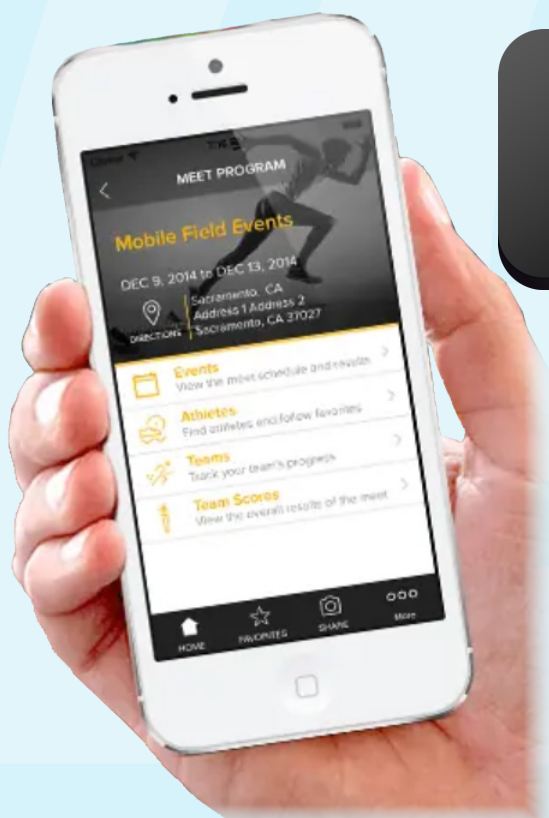 MEET PROGRAM
Mobile Field Events
DEC 9, 2014 to DEC 13, 2014
Sacramento, CA
Address 1 Address 2
Sacramento, CA 37027
DIRECTIONS
Events
View the meet schedule and results
Athletes
Find athletes and follow favorites
Teams
Track your team's progress
Team Scores
View the overall results of the meet
HOME
FAVORITES
SHARE
More